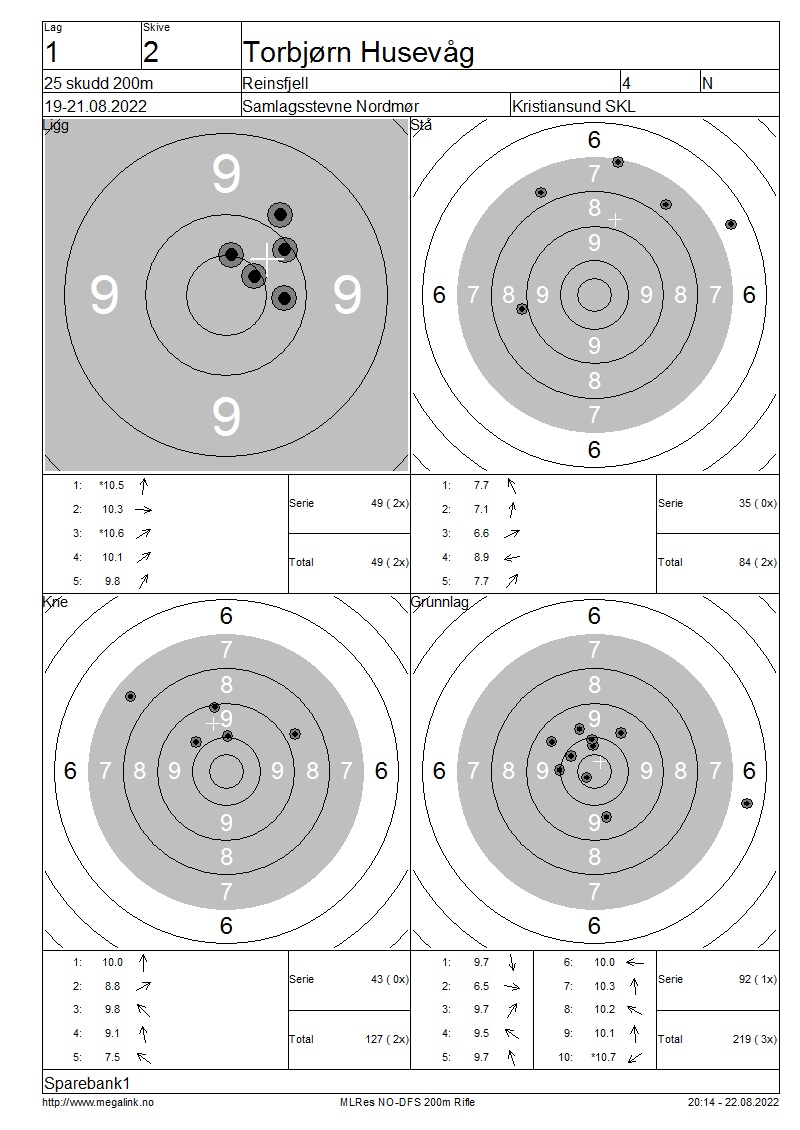 Lag Skive
1 2 Torbjørn Husevåg
25 skudd 200m Reinsfjell 4 N
19-21.08.2022 Samlagsstevne Nordmør Kristiansund SKL
Ligg
9
9 9
9
Stå
6
7
8
9
6 7 8 9 9 8 7 6
9
8
7
6
1: *10.5
2: 10.3
3: *10.6
4: 10.1
5: 9.8
Serie 49 ( 2x)
Total 49 ( 2x)
1: 7.7
2: 7.1
3: 6.6
4: 8.9
5: 7.7
Serie 35 ( 0x)
Total 84 ( 2x)
Kne
6
7
8
9
6 7 8 9 9 8 7 6
9
8
7
6
Grunnlag
6
7
8
9
6 7 8 9 9 8 7 6
9
8
7
6
1: 10.0
2: 8.8
3: 9.8
4: 9.1
5: 7.5
Serie 43 ( 0x)
Total 127 ( 2x)
1: 9.7
2: 6.5
3: 9.7
4: 9.5
5: 9.7
6: 10.0
7: 10.3
8: 10.2
9: 10.1
10: *10.7
Serie 92 ( 1x)
Total 219 ( 3x)
Sparebank1
http://www.megalink.no MLRes NO-DFS 200m Rifle 20:14 - 22.08.2022